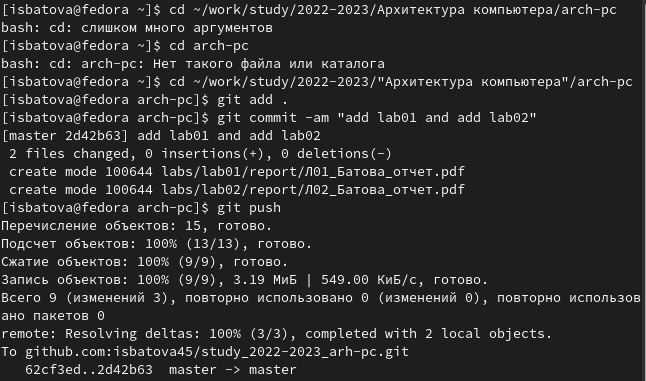 [isbatova@fedora ~]$ cd ~/work/study/2022-2023/Архитектура компьютера/arch-pc
bash: cd: слишком много аргументов
[isbatova@fedora ~]$ cd arch-pc
bash: cd: arch-pc: Нет такого файла или каталога
[isbatova@fedora ~]$ cd ~/work/study/2022-2023/"Архитектура компьютера"/arch-pc
[isbatova@fedora arch-pc]$ git add .
[isbatova@fedora arch-pc]$ git commit -am "add lab01 and add lab02"
[master 2d42b63] add lab01 and add lab02
 2 files changed, 0 insertions(+), 0 deletions(-)
 create mode 100644 labs/lab01/report/Л01_Батова_отчет.pdf
 create mode 100644 labs/lab02/report/Л02_Батова_отчет.pdf
[isbatova@fedora arch-pc]$ git push
Перечисление объектов: 15, готово.
Подсчет объектов: 100% (13/13), готово.
Сжатие объектов: 100% (9/9), готово.
Запись объектов: 100% (9/9), 3.19 МиБ | 549.00 КиБ/с, готово.
Всего 9 (изменений 3), повторно использовано 0 (изменений 0), повторно использов
ано пакетов 0
remote: Resolving deltas: 100% (3/3), completed with 2 local objects.
To github.com:isbatova45/study_2022-2023_arh-pc.git
   62cf3ed..2d42b63  master -> master